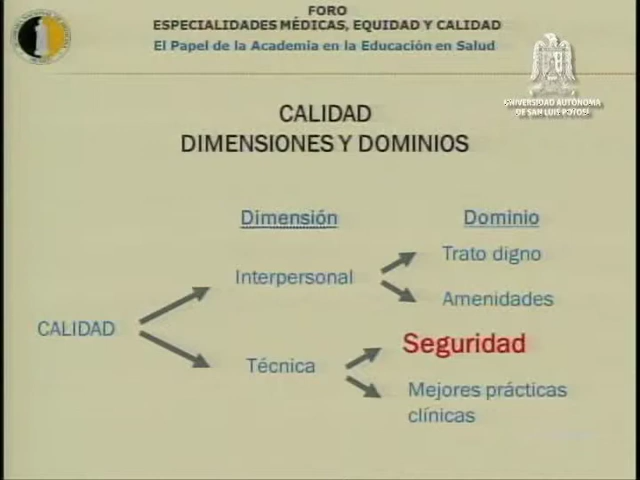 FORO
ESPECIALIDADES MÉDICAS, EQUIDAD Y CALIDAD
El Papel de la Academia en la Educación en Salud
UNIVERSIDAD AUTÓNOMA
DE SAN LUIS POTOSÍ
CALIDAD
DIMENSIONES Y DOMINIOS
Dimensión
Dominio
Trato digno
Interpersonal
Amenidades
CALIDAD
Seguridad
Técnica
Mejores prácticas
clínicas